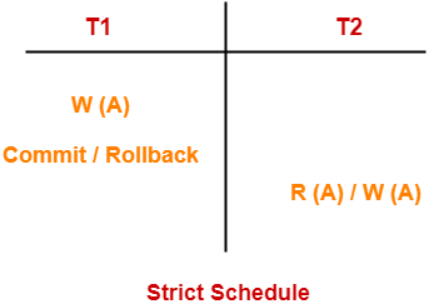 T1 T2
W (A)
Commit / Rollback
R (A) / W (A)
Strict Schedule